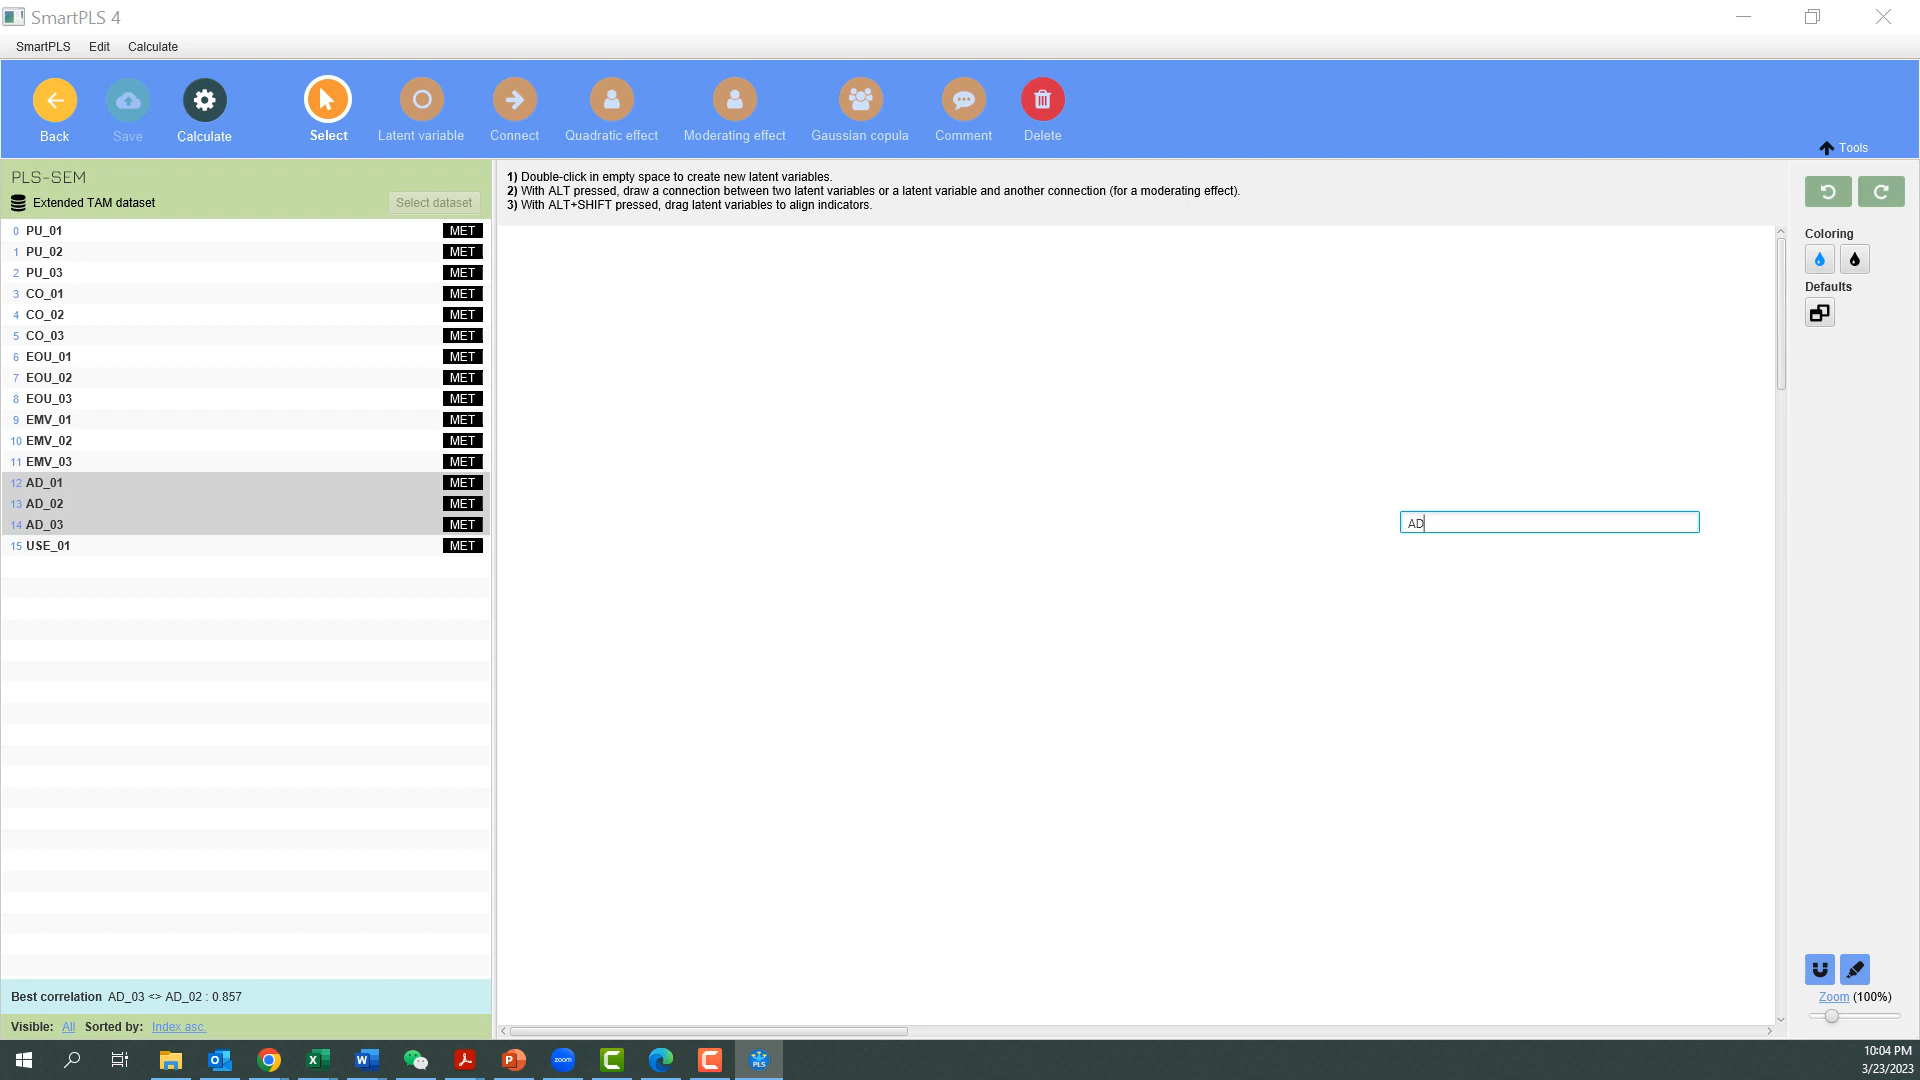 SmartPLS 4
SmartPLS Edit Calculate
Back Save Calculate Select Latent variable Connect Quadratic effect Moderating effect Gaussian copula Comment Delete
Tools
PLS-SEM
Extended TAM dataset Select dataset
0 PU_01 MET
1 PU_02 MET
2 PU_03 MET
3 CO_01 MET
4 CO_02 MET
5 CO_03 MET
6 EOU_01 MET
7 EOU_02 MET
8 EOU_03 MET
9 EMV_01 MET
10 EMV_02 MET
11 EMV_03 MET
12 AD_01 MET
13 AD_02 MET
14 AD_03 MET
15 USE_01 MET
Best correlation AD_03 <> AD_02 : 0.857
Visible: All Sorted by: Index asc.
1) Double-click in empty space to create new latent variables.
2) With ALT pressed, draw a connection between two latent variables or a latent variable and another connection (for a moderating effect).
3) With ALT+SHIFT pressed, drag latent variables to align indicators.
AD
Coloring
Defaults
Zoom (100%)
zoom
PLS
10:04 PM
3/23/2023